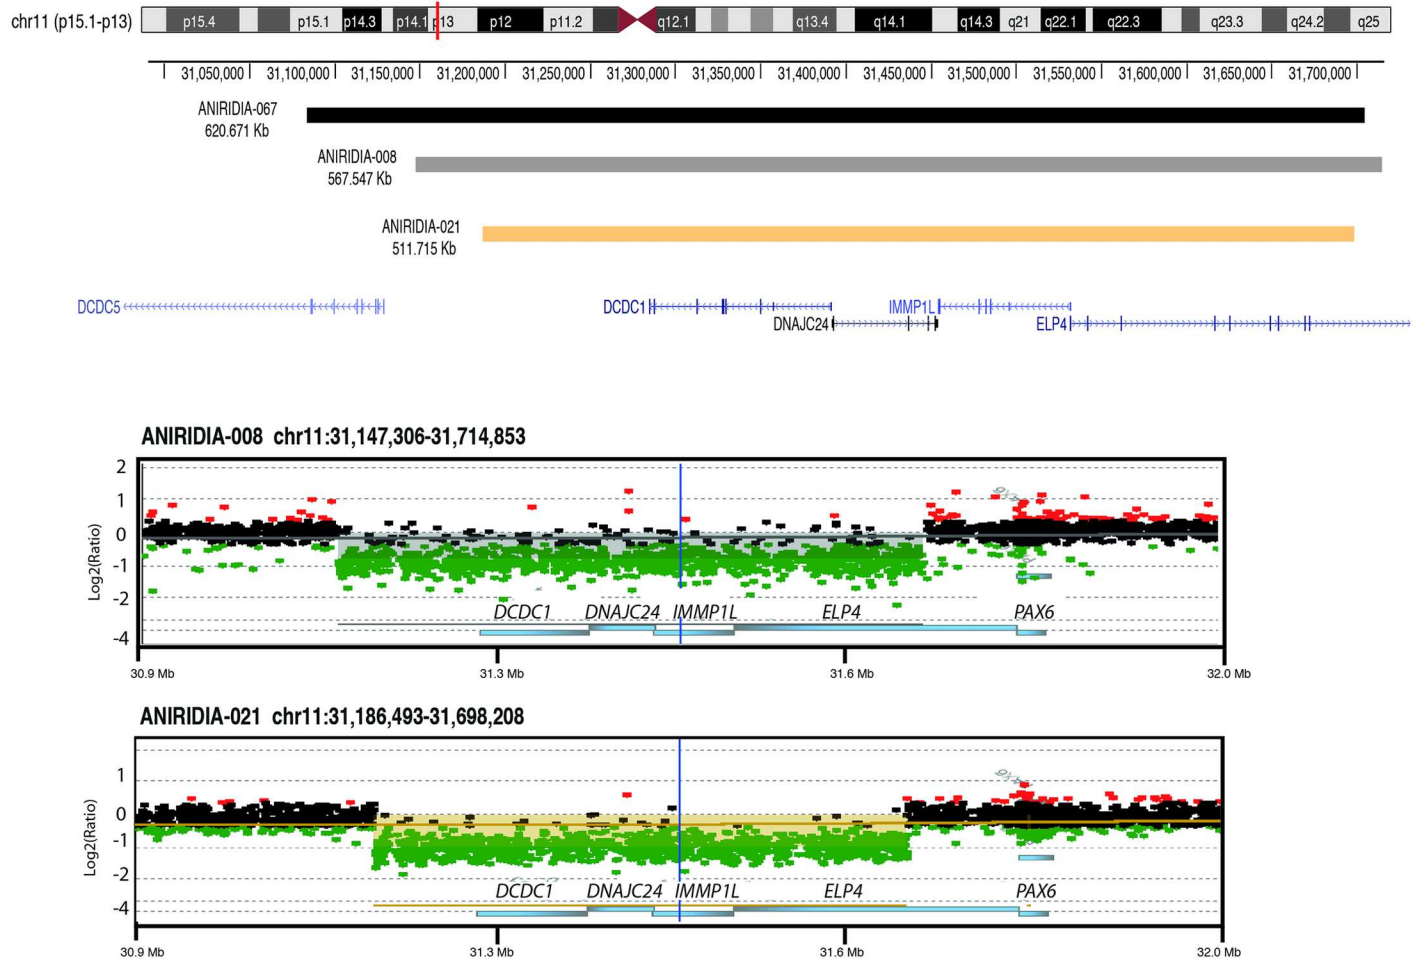 chr11 (p15.1-p13) p15.4 p15.1 p14.3 p14.1 p13 p12 p11.2 q12.1 q13.4 q14.1 q14.3 q21 q22.1 q22.3 q23.3 q24.2 q25
31,050,000 31,100,000 31,150,000 31,200,000 31,250,000 31,300,000 31,350,000 31,400,000 31,450,000 31,500,000 31,550,000 31,600,000 31,650,000 31,700,000
ANIRIDIA-067
620.671 Kb
ANIRIDIA-008
567.547 Kb
ANIRIDIA-021
511.715 Kb
DCDC5 DCDC1 IMMP1L
DNAJC24 ELP4
ANIRIDIA-008 chr11:31,147,306-31,714,853
Log2(Ratio)
2
1
0
-1
-2
DCDC1 DNAJC24 IMMP1L ELP4 PAX6
-4
30.9 Mb 31.3 Mb 31.6 Mb 32.0 Mb
ANIRIDIA-021 chr11:31,186,493-31,698,208
Log2(Ratio)
1
0
-1
-2
DCDC1 DNAJC24 IMMP1L ELP4 PAX6
-4
30.9 Mb 31.3 Mb 31.6 Mb 32.0 Mb